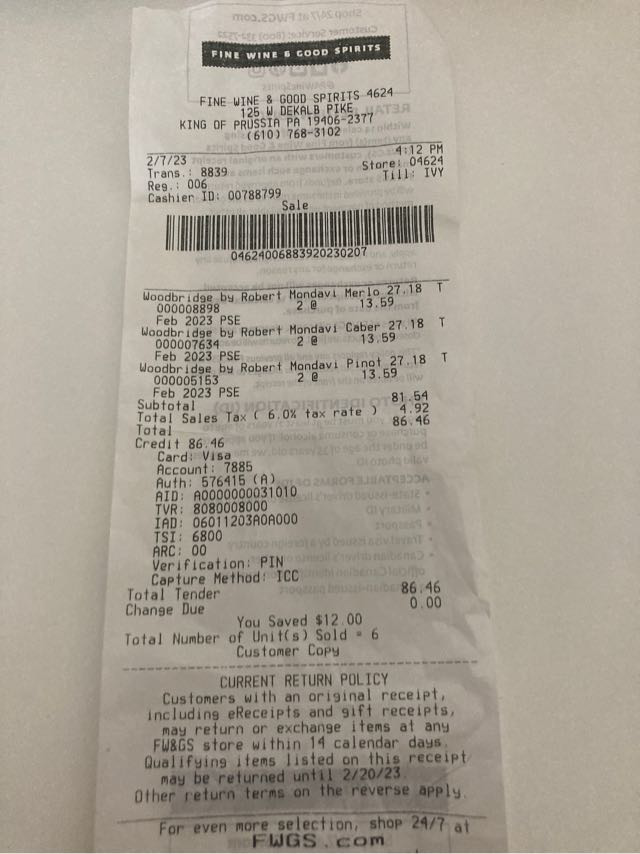 FINE WINE & GOOD SPIRITS
FINE WINE & GOOD SPIRITS 4624
125 W DEKALB PIKE
KING OF PRUSSIA PA 19406-2377
(610) 768-3102
2/7/23 4:12 PM
Trans.: 8839 Store: 04624
Reg.: 006 Till: IVY
Cashier ID: 00788799
Sale
04624006883920230207
Woodbridge by Robert Mondavi Merlo 27.18 T
000008898 2 @ 13.59
Feb 2023 PSE
Woodbridge by Robert Mondavi Caber 27.18 T
000007634 2 @ 13.59
Feb 2023 PSE
Woodbridge by Robert Mondavi Pinot 27.18 T
000005153 2 @ 13.59
Feb 2023 PSE
Subtotal 81.54
Total Sales Tax ( 6.0% tax rate ) 4.92
Total 86.46
Credit 86.46
Card: Visa
Account: 7885
Auth: 576415 (A)
AID: A0000000031010
TVR: 8080008000
IAD: 06011203A0A000
TSI: 6800
ARC: 00
Verification: PIN
Capture Method: ICC
Total Tender 86.46
Change Due 0.00
You Saved $12.00
Total Number of Unit(s) Sold = 6
Customer Copy
CURRENT RETURN POLICY
Customers with an original receipt,
including eReceipts and gift receipts,
may return or exchange items at any
FW&GS store within 14 calendar days.
Qualifying items listed on this receipt
may be returned until 2/20/23.
Other return terms on the reverse apply.
For even more selection, shop 24/7 at
FWGS.com